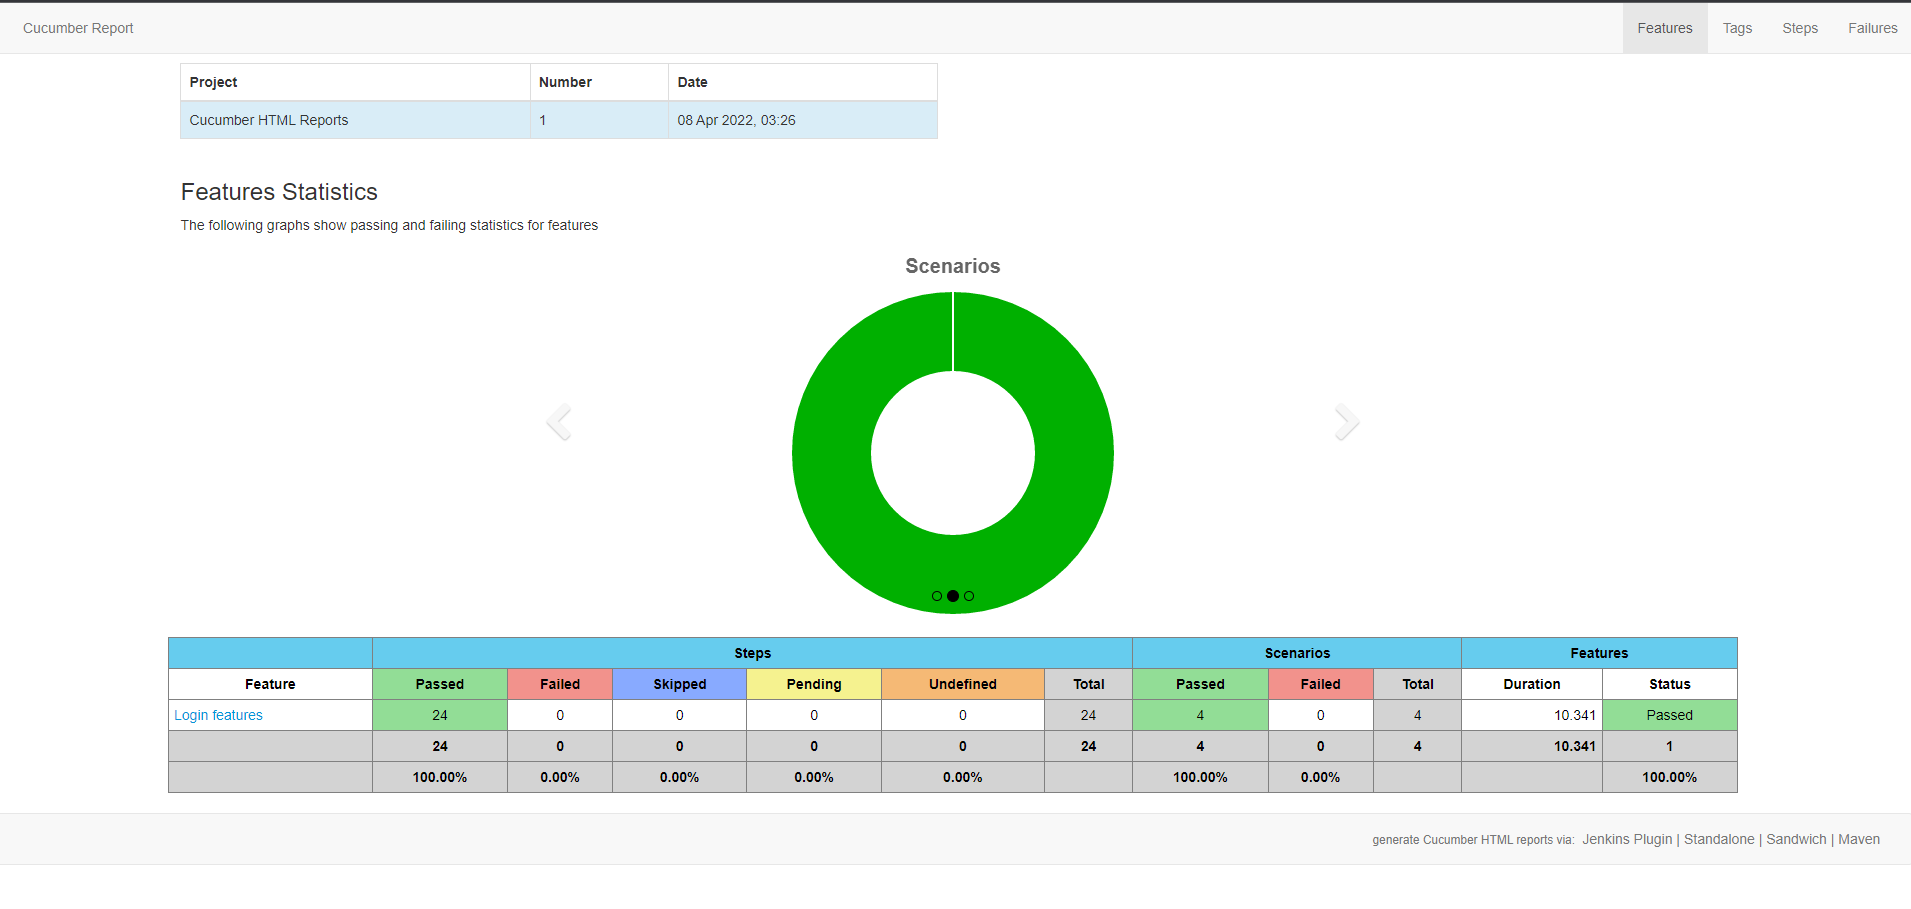 Cucumber Report Features Tags Steps Failures
Project Number Date
Cucumber HTML Reports 1 08 Apr 2022, 03:26
Features Statistics
The following graphs show passing and failing statistics for features
Scenarios
Steps Scenarios Features
Feature Passed Failed Skipped Pending Undefined Total Passed Failed Total Duration Status
Login features 24 0 0 0 0 24 4 0 4 10.341 Passed
24 0 0 0 0 24 4 0 4 10.341 1
100.00% 0.00% 0.00% 0.00% 0.00% 100.00% 0.00% 100.00%
generate Cucumber HTML reports via: Jenkins Plugin | Standalone | Sandwich | Maven